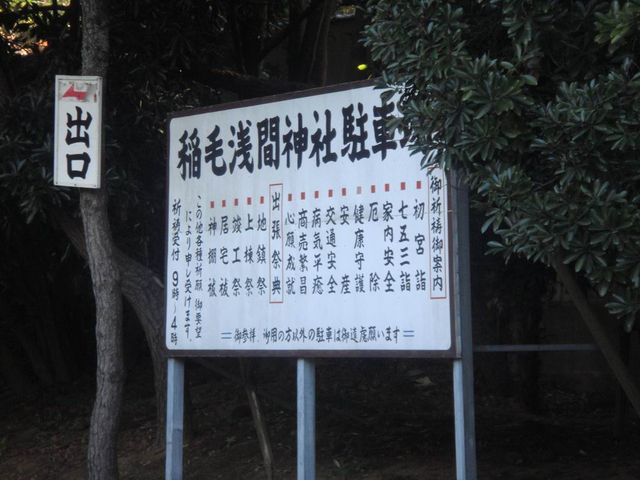 出口
稲毛浅間神社駐車
御祈祷御案内
初宮詣
七五三詣
家内安全
厄除
健康守護
安産
交通安全
病気平癒
商売繁昌
心願成就
出張祭典
地鎮祭
上棟祭
竣工祭
居宅祓
神棚祓
この他各種祈願、御要望
により申し受けます。
祈祷受付 9時〜4時
＝御参拝、御用の方以外の駐車は御遠慮願います＝